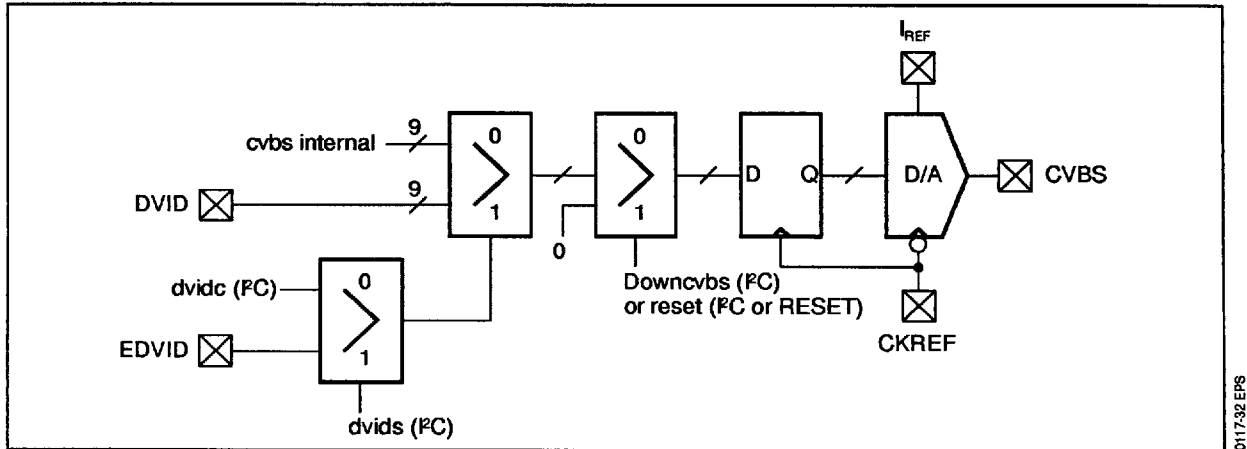 I_REF
cvbs internal
9
0
1
DVID
9
0
1
0
D
Q
D/A
CVBS
Downcvbs (I²C)
or reset (I²C or RESET)
CKREF
dvidc (I²C)
0
1
EDVID
dvids (I²C)
0117-32 EPS